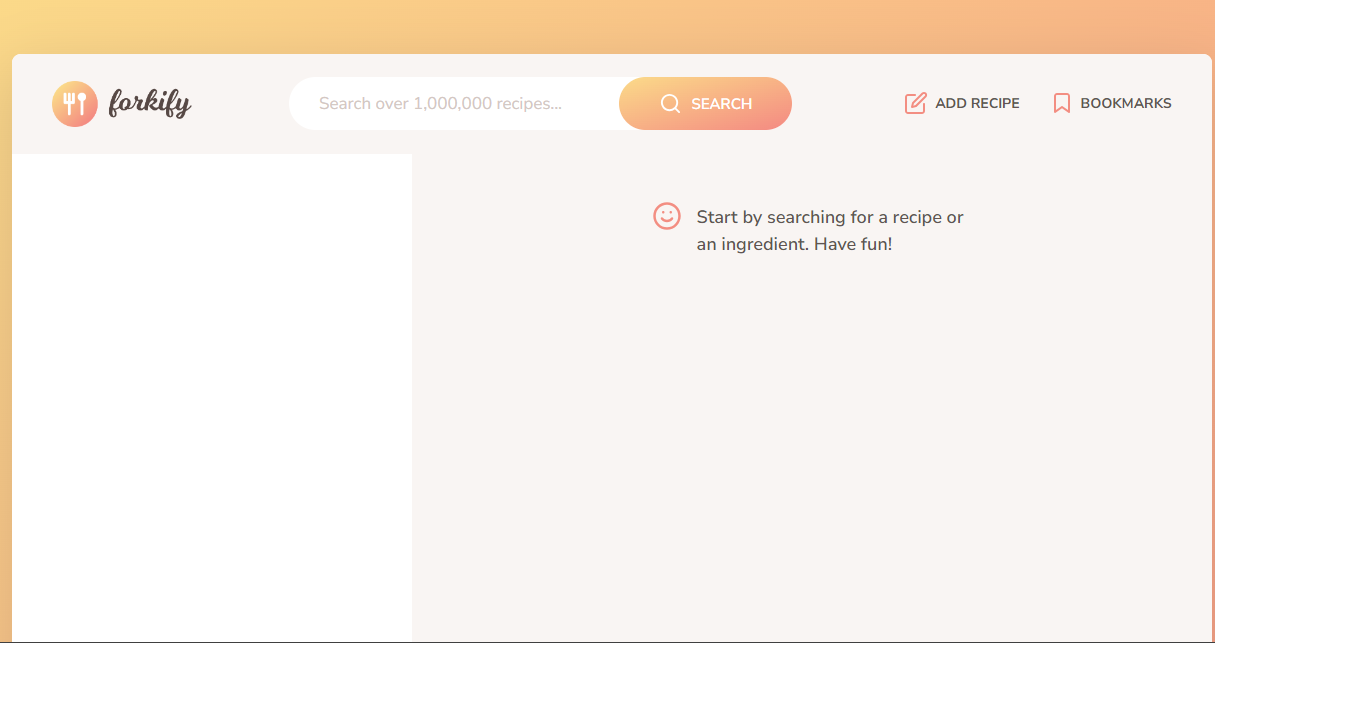 forkify
Search over 1,000,000 recipes...
SEARCH
ADD RECIPE
BOOKMARKS
Start by searching for a recipe or
an ingredient. Have fun!